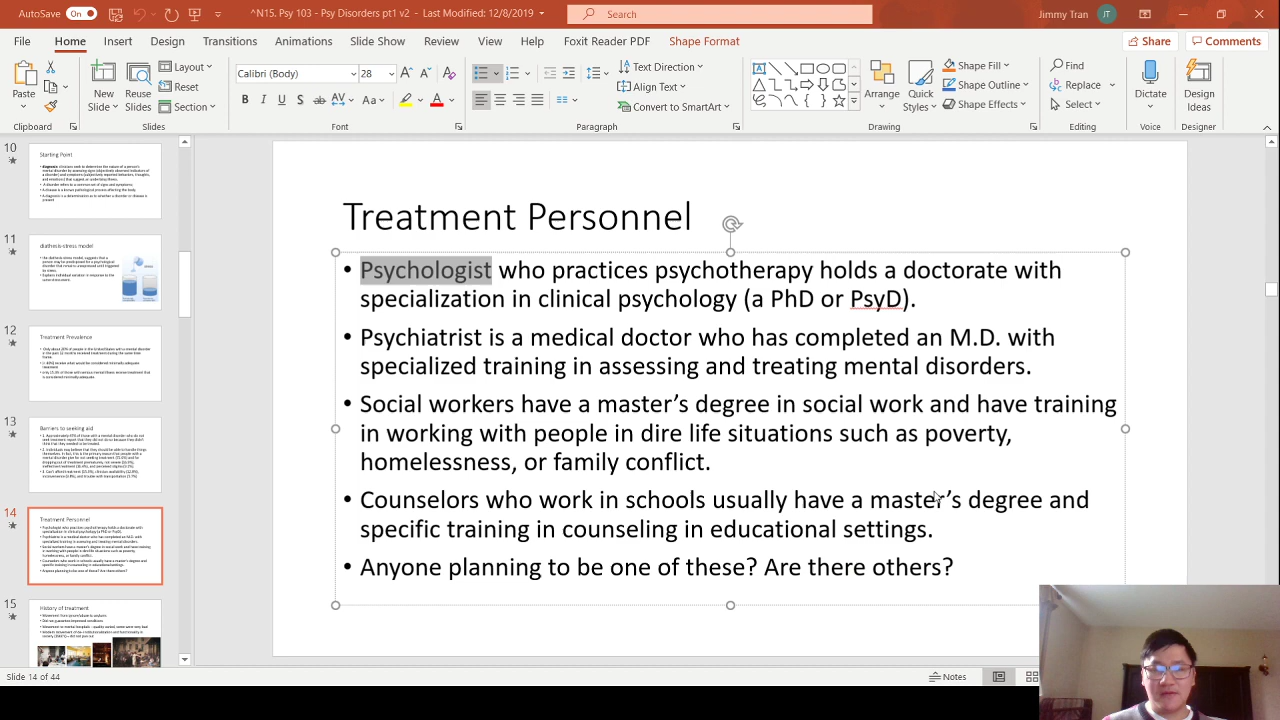 AutoSave On ^N15. Psy 103 - Psy Disorders pt1 v2 - Last Modified: 12/8/2019 Search Jimmy Tran JT
File Home Insert Draw Design Transitions Animations Slide Show Review View Help Foxit Reader PDF Shape Format Share Comments
Paste New Slide Reuse Slides Layout Reset Section
Calibri (Body) 28
Text Direction Align Text Convert to SmartArt
Arrange Quick Styles Shape Fill Shape Outline Shape Effects
Find Replace Select Dictate Design Ideas
Clipboard Slides Font Paragraph Drawing Editing Voice Designer
10
Starting Point
11
diathesis-stress model
12
Treatment Prevalence
13
Barriers to seeking aid
14
Treatment Personnel
15
History of treatment
Treatment Personnel
• Psychologist who practices psychotherapy holds a doctorate with
specialization in clinical psychology (a PhD or PsyD).
• Psychiatrist is a medical doctor who has completed an M.D. with
specialized training in assessing and treating mental disorders.
• Social workers have a master's degree in social work and have training
in working with people in dire life situations such as poverty,
homelessness, or family conflict.
• Counselors who work in schools usually have a master's degree and
specific training in counseling in educational settings.
• Anyone planning to be one of these? Are there others?
Slide 14 of 44 Notes